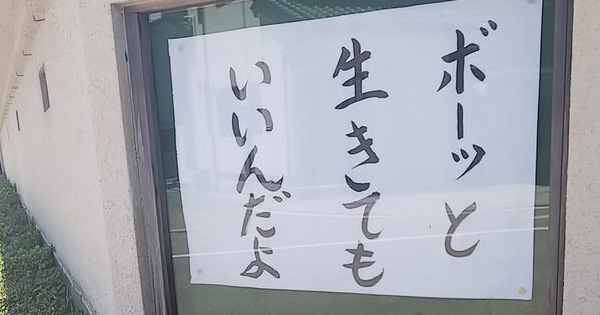 ボーッと
生きても
いいんだよ